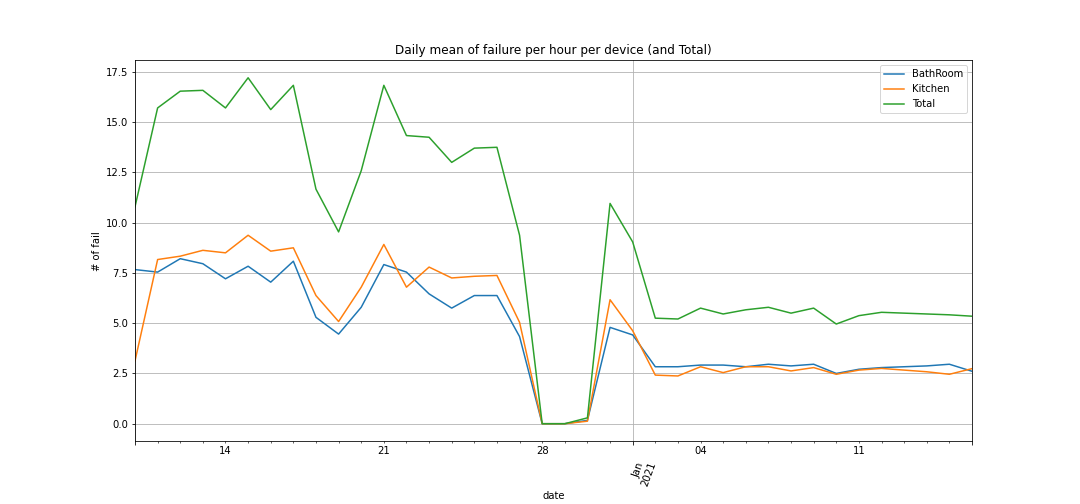 Daily mean of failure per hour per device (and Total)
BathRoom
Kitchen
Total
# of fail
17.5
15.0
12.5
10.0
7.5
5.0
2.5
0.0
14
21
28
Jan
2021
04
11
date